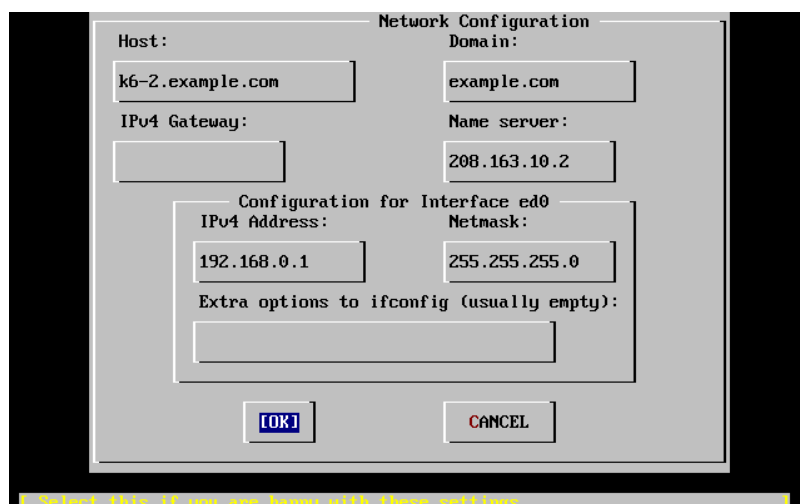 Network Configuration
Host: Domain:
k6-2.example.com example.com
IPv4 Gateway: Name server:
208.163.10.2
Configuration for Interface ed0
IPv4 Address: Netmask:
192.168.0.1 255.255.255.0
Extra options to ifconfig (usually empty):
[OK] CANCEL
[ Select this if you are happy with these settings ]